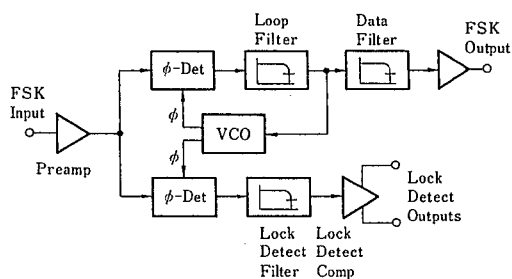 Loop
Filter
Data
Filter
FSK
Output
φ-Det
FSK
Input
φ
VCO
φ
Preamp
φ-Det
Lock
Detect
Outputs
Lock
Detect
Filter
Lock
Detect
Comp